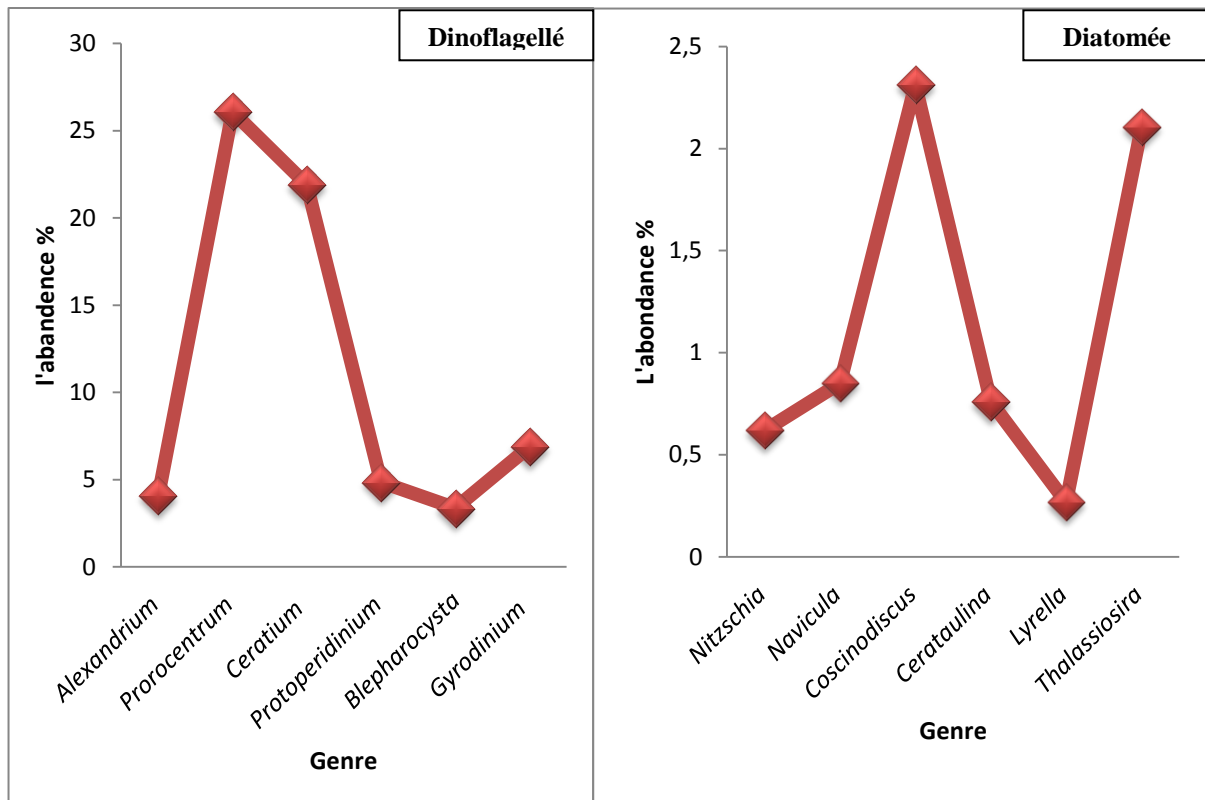 Dinoflagellé
30
25
20
15
10
5
0
l'abandence %
Alexandrium
Prorocentrum
Ceratium
Protoperidinium
Blepharocysta
Gyrodinium
Genre
Diatomée
2,5
2
1,5
1
0,5
0
L'abondance %
Nitzschia
Navicula
Coscinodiscus
Cerataulina
Lyrella
Thalassiosira
Genre